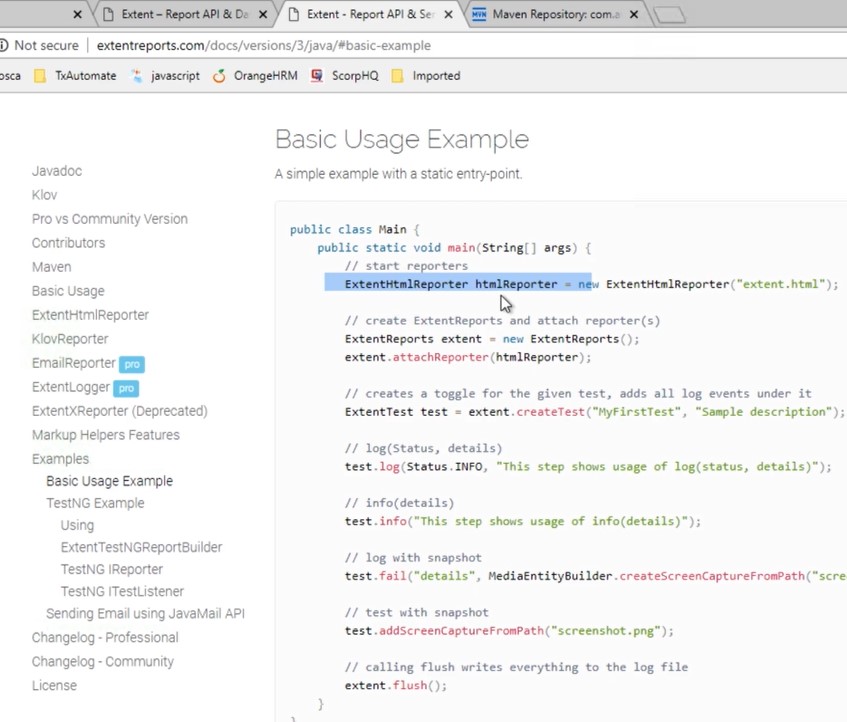 Extent – Report API & Da
Extent - Report API & Se
Maven Repository: com.a
Not secure | extentreports.com/docs/versions/3/java/#basic-example
osca TxAutomate javascript OrangeHRM ScorpHQ Imported
Basic Usage Example
A simple example with a static entry-point.
Javadoc
Klov
Pro vs Community Version
Contributors
Maven
Basic Usage
ExtentHtmlReporter
KlovReporter
EmailReporter pro
ExtentLogger pro
ExtentXReporter (Deprecated)
Markup Helpers Features
Examples
Basic Usage Example
TestNG Example
Using
ExtentTestNGReportBuilder
TestNG IReporter
TestNG ITestListener
Sending Email using JavaMail API
Changelog - Professional
Changelog - Community
License
public class Main {
public static void main(String[] args) {
// start reporters
ExtentHtmlReporter htmlReporter = new ExtentHtmlReporter("extent.html");
// create ExtentReports and attach reporter(s)
ExtentReports extent = new ExtentReports();
extent.attachReporter(htmlReporter);
// creates a toggle for the given test, adds all log events under it
ExtentTest test = extent.createTest("MyFirstTest", "Sample description");
// log(Status, details)
test.log(Status.INFO, "This step shows usage of log(status, details)");
// info(details)
test.info("This step shows usage of info(details)");
// log with snapshot
test.fail("details", MediaEntityBuilder.createScreenCaptureFromPath("scre
// test with snapshot
test.addScreenCaptureFromPath("screenshot.png");
// calling flush writes everything to the log file
extent.flush();
}
}